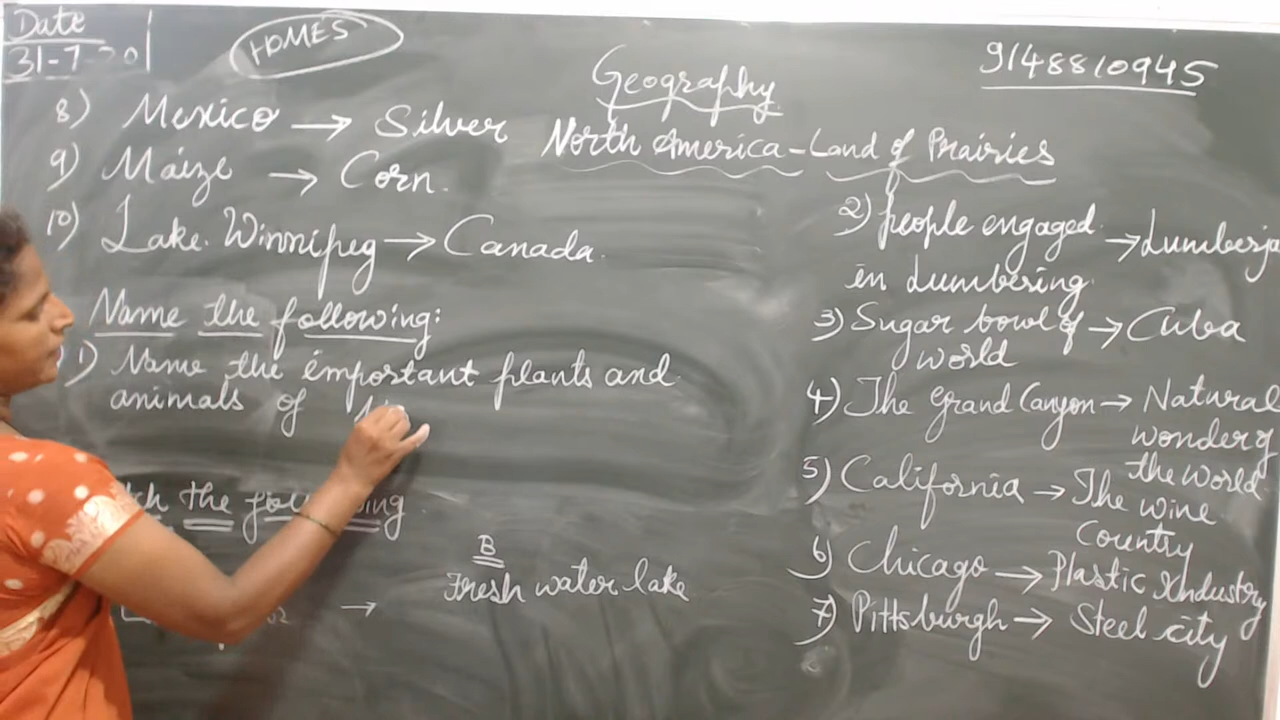 Date
31-7-20
HOMES
9148810945
Geography
North America - Land of Prairies
8) Mexico → Silver
9) Maize → Corn.
10) Lake Winnipeg → Canada.
Name the following:
1) Name the important plants and
animals of
the following
B
Fresh water lake
→
2) people engaged
in Lumbering → Lumberja
3) Sugar bowl of
world → Cuba
4) The Grand Canyon → Natural
wonder of
the world
5) California → The wine
Country
6) Chicago → Plastic Industry
7) Pittsburgh → Steel city